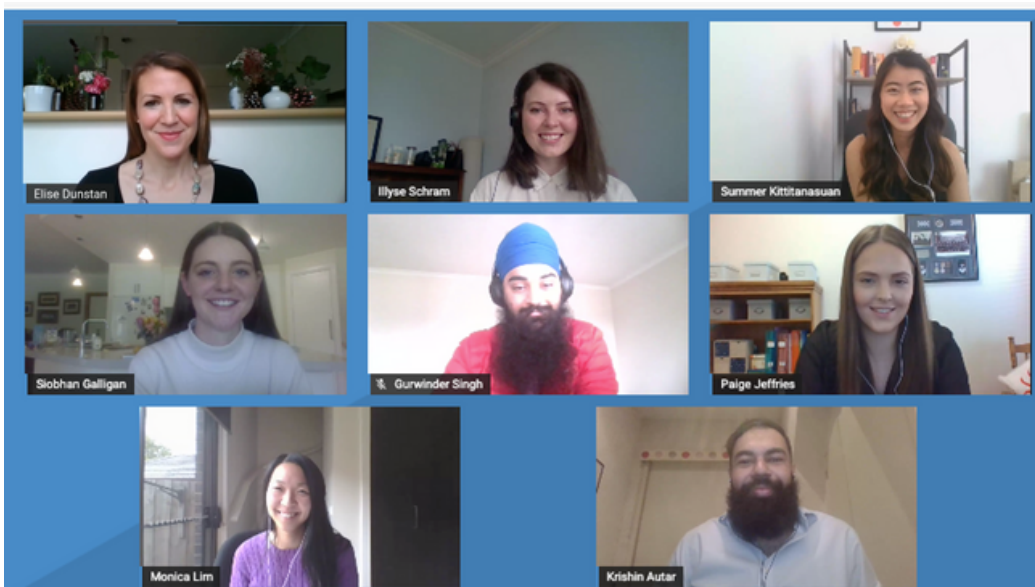 Elise Dunstan
Illyse Schram
Summer Kittitanasuan
Siobhan Galligan
Gurwinder Singh
Paige Jeffries
Monica Lim
Krishin Autar